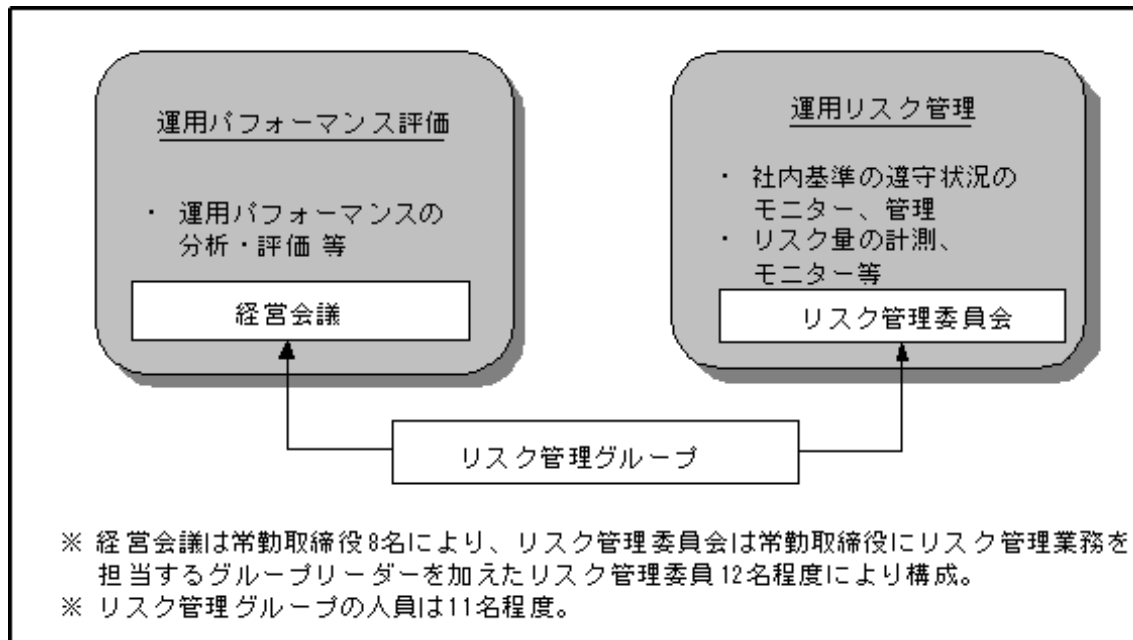 運用パフォーマンス評価
・ 運用パフォーマンスの
分析・評価 等
経営会議
運用リスク管理
・ 社内基準の遵守状況の
モニター、管理
・ リスク量の計測、
モニター等
リスク管理委員会
リスク管理グループ
※ 経営会議は常勤取締役8名により、リスク管理委員会は常勤取締役にリスク管理業務を
担当するグループリーダーを加えたリスク管理委員12名程度により構成。
※ リスク管理グループの人員は11名程度。